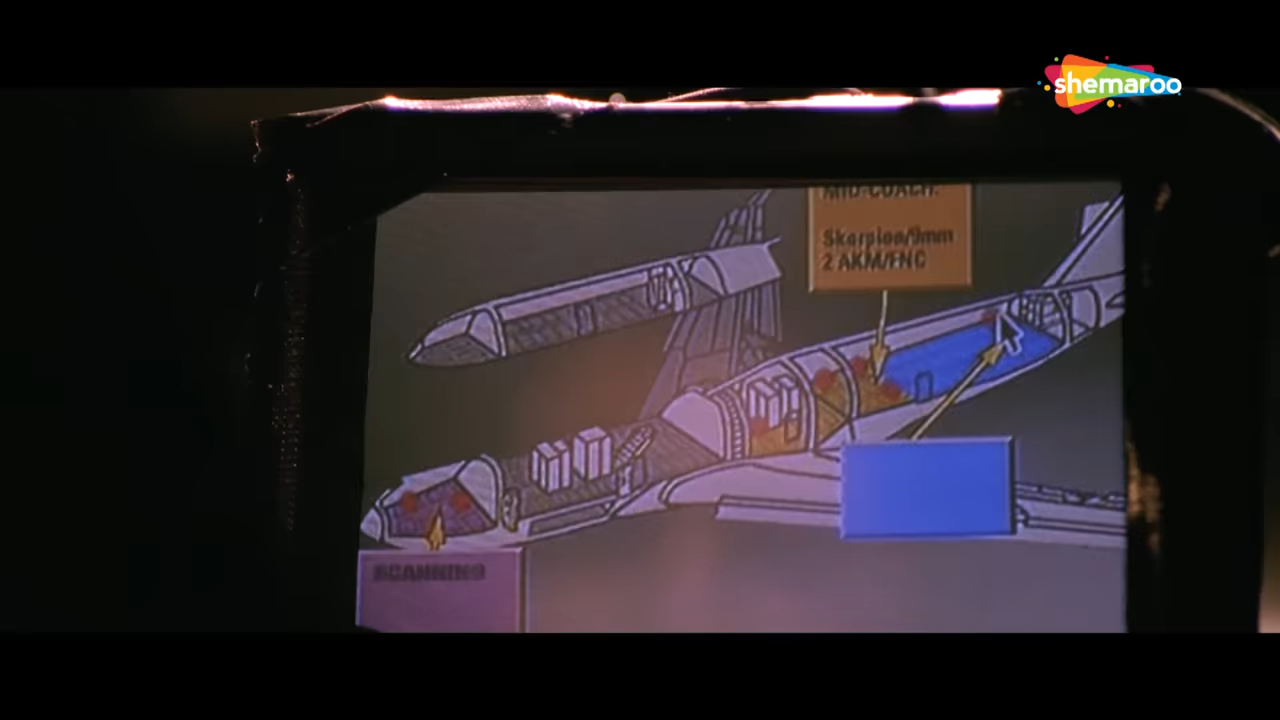 shemaroo
MID-COACH:
Skorpion/9mm
2 AKM/FNC
SCANNING